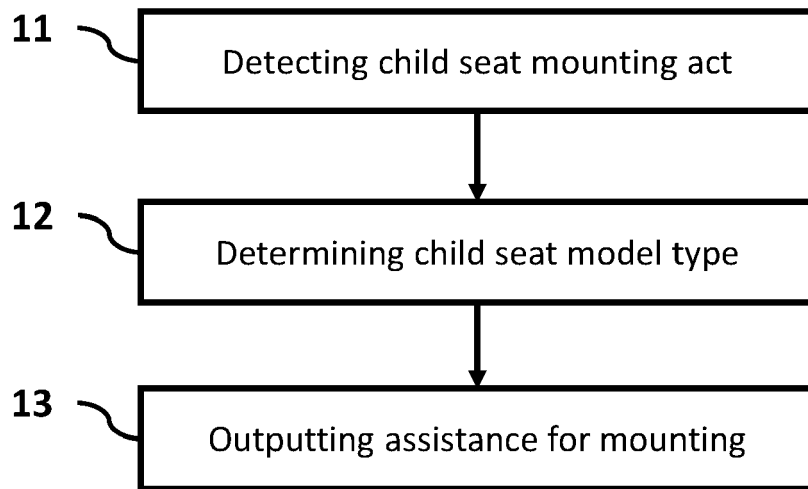 11
Detecting child seat mounting act
12
Determining child seat model type
13
Outputting assistance for mounting